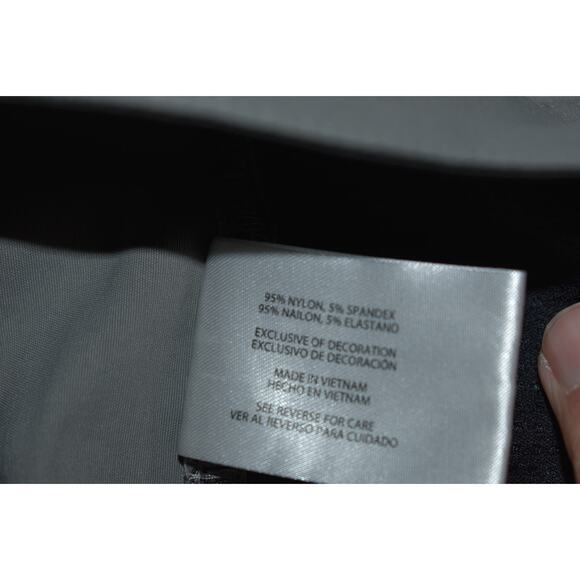 95% NYLON, 5% SPANDEX
95% NAILON, 5% ELASTANO
EXCLUSIVE OF DECORATION
EXCLUSIVO DE DECORACIÓN
MADE IN VIETNAM
HECHO EN VIETNAM
SEE REVERSE FOR CARE
VER AL REVERSO PARA CUIDADO